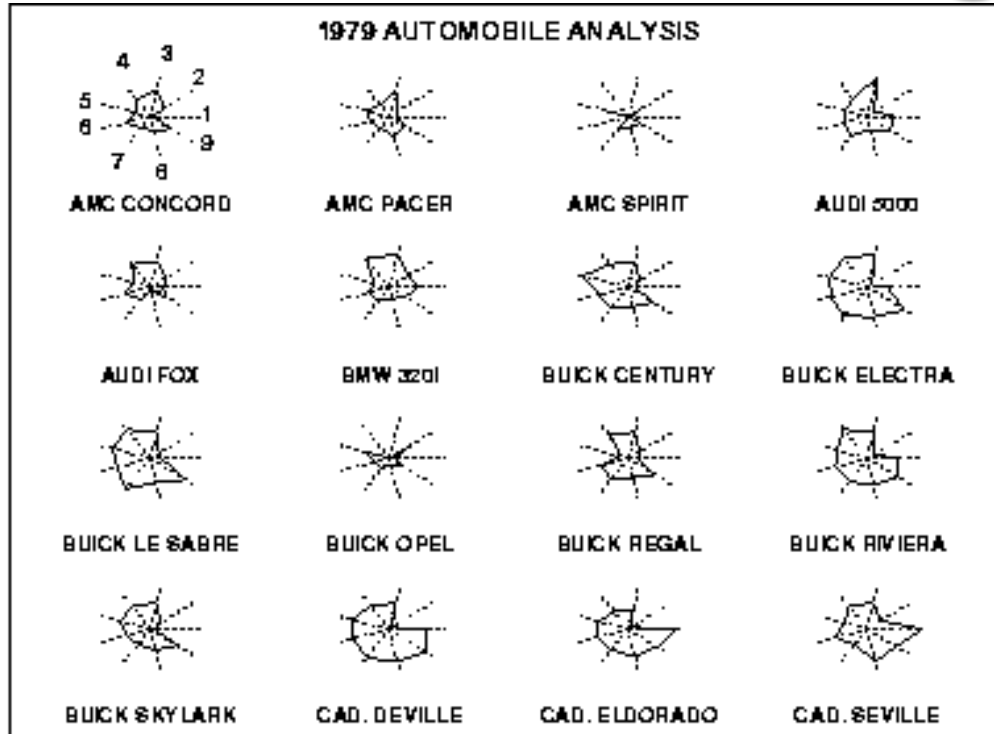 1979 AUTOMOBILE ANALYSIS
4 3 2
5 1
6 9
7 8
AMC CONCORD AMC PACER AMC SPIRIT AUDI 5000
AUDI FOX BMW 320I BUICK CENTURY BUICK ELECTRA
BUICK LE SABRE BUICK OPEL BUICK REGAL BUICK RIVIERA
BUICK SKYLARK CAD. DEVILLE CAD. ELDORADO CAD. SEVILLE